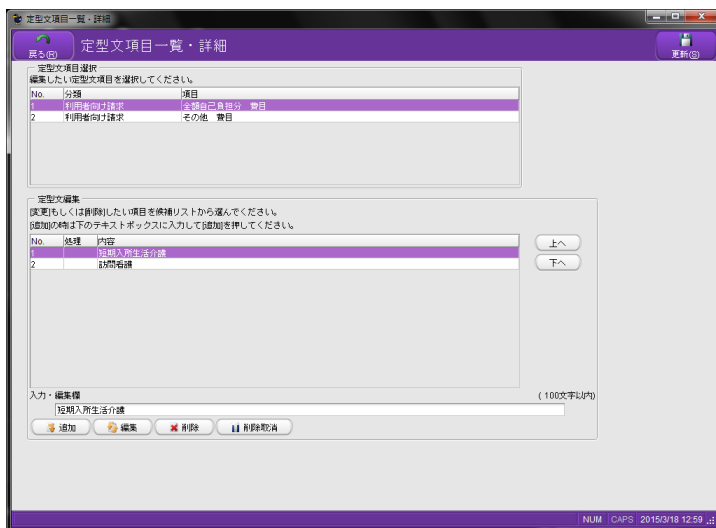 定型文項目一覧・詳細
戻る(R) 定型文項目一覧・詳細 更新(S)
定型文項目選択
編集したい定型文項目を選択してください。
No. 分類 項目
1 利用者向け請求 全額自己負担分 費目
2 利用者向け請求 その他 費目
定型文編集
[変更]もしくは[削除]したい項目を候補リストから選んでください。
[追加]の時は下のテキストボックスに入力して[追加]を押してください。
No. 処理 内容
1 短期入所生活介護
2 訪問看護
上へ
下へ
入力・編集欄 (100文字以内)
短期入所生活介護
追加 編集 削除 削除取消
NUM CAPS 2015/3/18 12:59